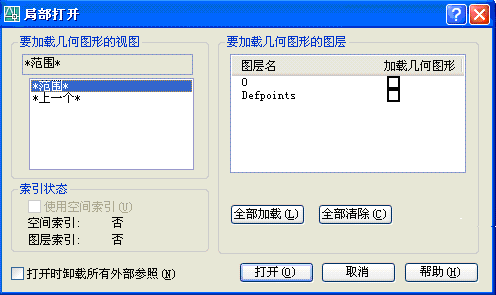 局部打开
要加载几何图形的视图
*范围*
*范围*
*上一个*
索引状态
使用空间索引(U)
空间索引: 否
图层索引: 否
要加载几何图形的图层
图层名 加载几何图形
0
Defpoints
全部加载(L) 全部清除(C)
打开时卸载所有外部参照(N)
打开(O) 取消 帮助(H)